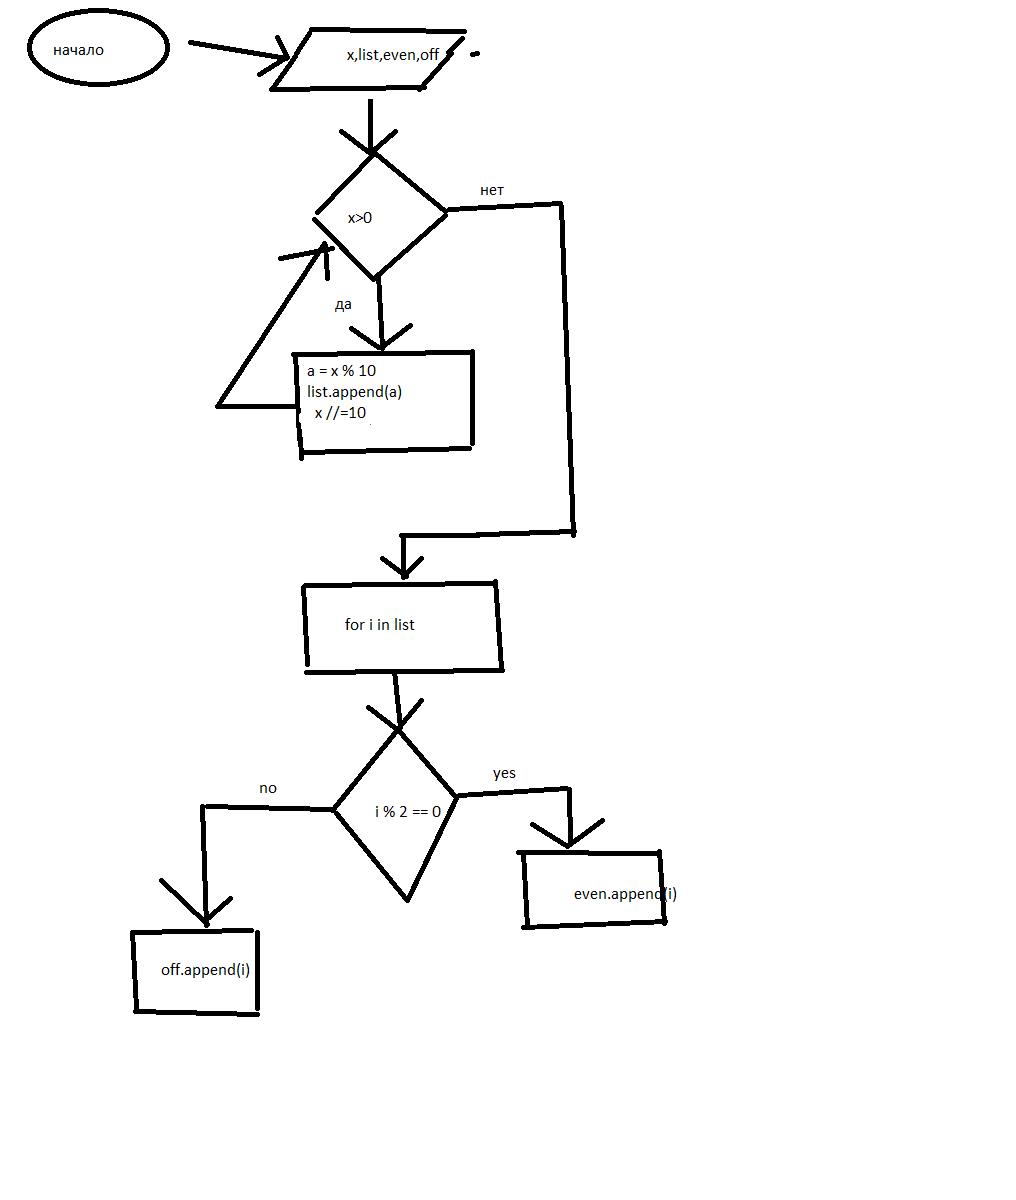 начало
x,list,even,off
x>0
нет
да
a = x % 10
list.append(a)
x //=10
for i in list
i % 2 == 0
no
yes
even.append(i)
off.append(i)